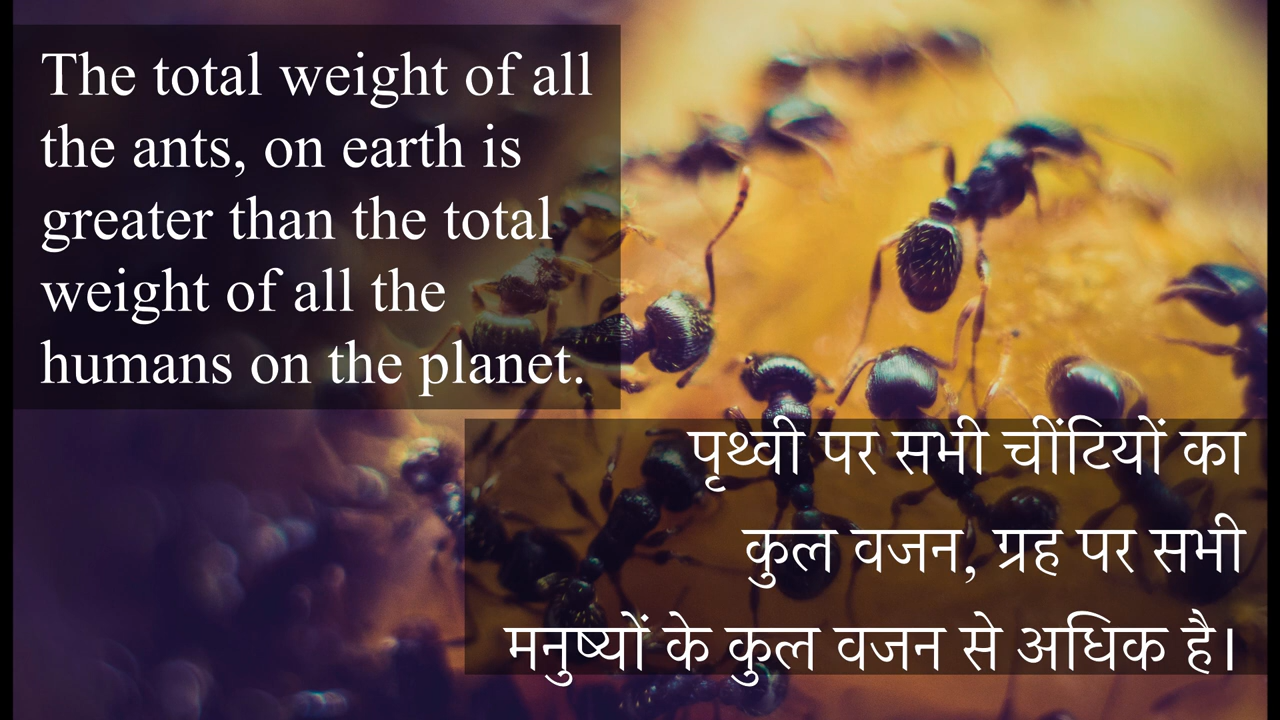 The total weight of all
the ants, on earth is
greater than the total
weight of all the
humans on the planet.
पृथ्वी पर सभी चींटियों का
कुल वजन, ग्रह पर सभी
मनुष्यों के कुल वजन से अधिक है।